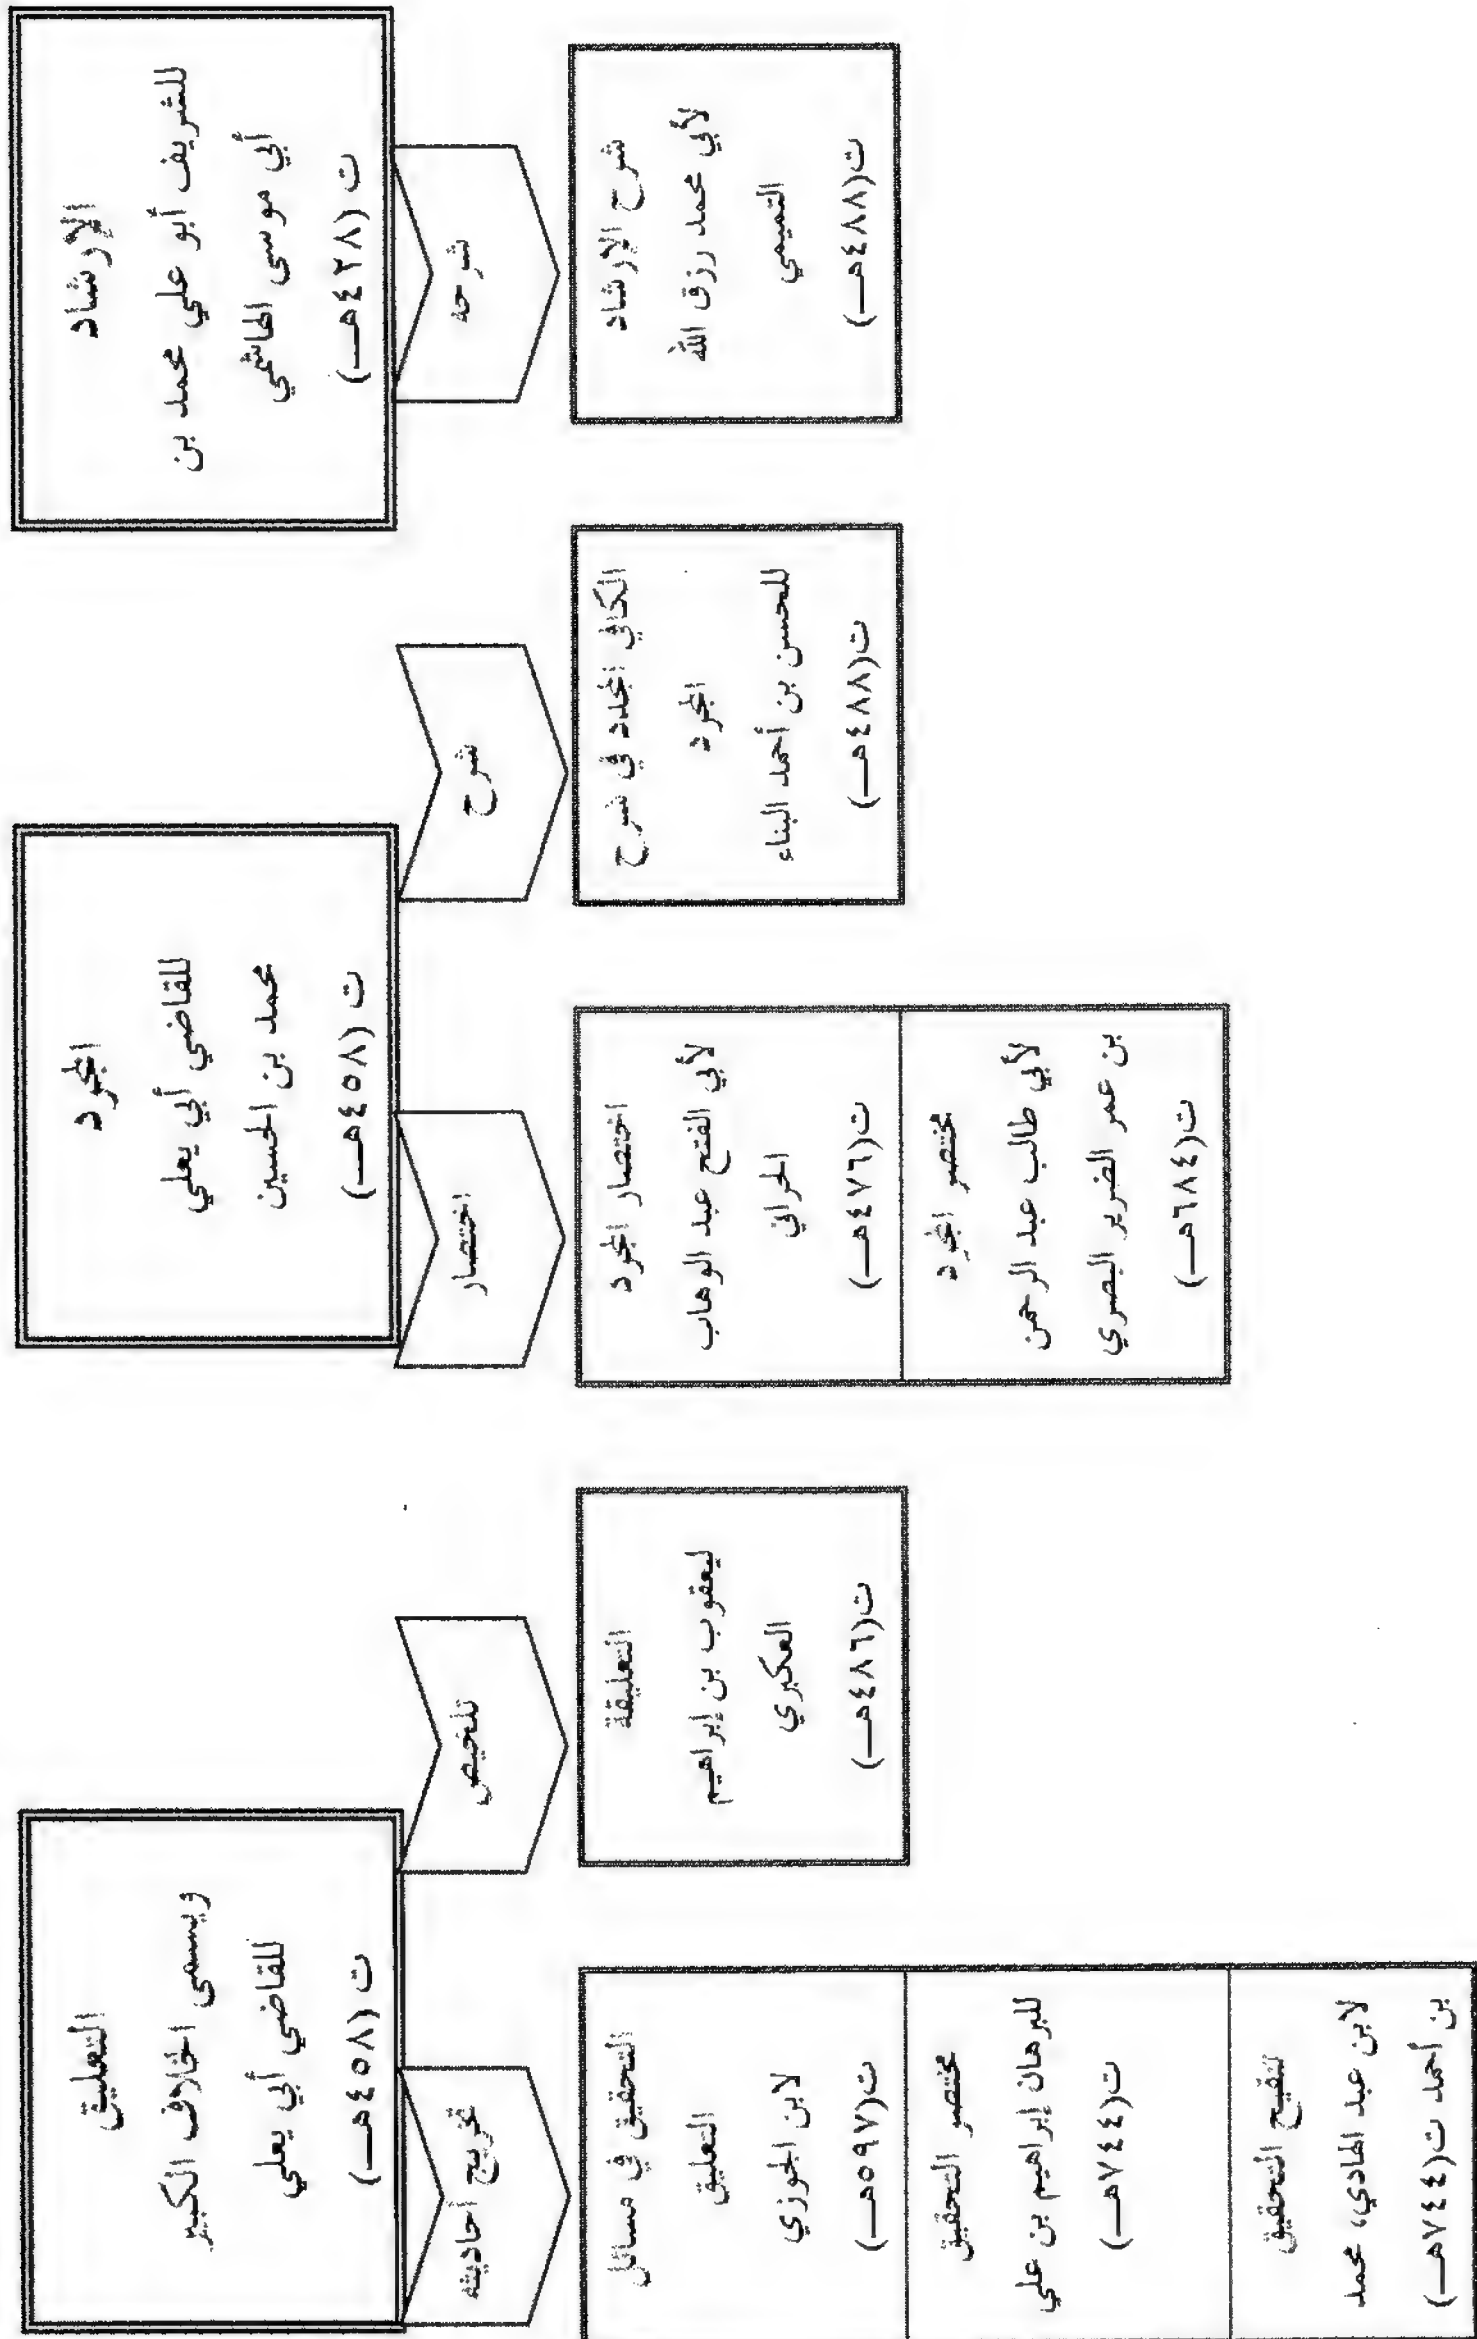 الإرشاد
للشريف أبو علي محمد بن
أبي موسى الهاشمي
ت (٤٢٨هـ)
شرحه
شرح الإرشاد
لأبي محمد رزق الله
التميمي
ت(٤٨٨هـ)
المجرد
للقاضي أبي يعلي
محمد بن الحسين
ت (٤٥٨هـ)
شرح
الكافي المجدد في شرح
المجرد
للحسن بن أحمد البناء
ت(٤٨٨هـ)
اختصار
اختصار المجرد
لأبي الفتح عبد الوهاب
الحراني
ت(٤٧٦هـ)
مختصر المجرد
لأبي طالب عبد الرحمن
بن عمر الضرير البصري
ت(٦٨٤هـ)
التعليق
ويسمى الخلاف الكبير
للقاضي أبي يعلي
ت (٤٥٨هـ)
تلخيص
التعليقة
ليعقوب بن إبراهيم
العكبري
ت(٤٨٦هـ)
تخريج أحاديثه
التحقيق في مسائل
التعليق
لابن الجوزي
ت(٥٩٧هـ)
مختصر التحقيق
للبرهان إبراهيم بن علي
ت(٧٤٤هـ)
تنقيح التحقيق
لابن عبد الهادي، محمد
بن أحمد ت(٧٤٤هـ)